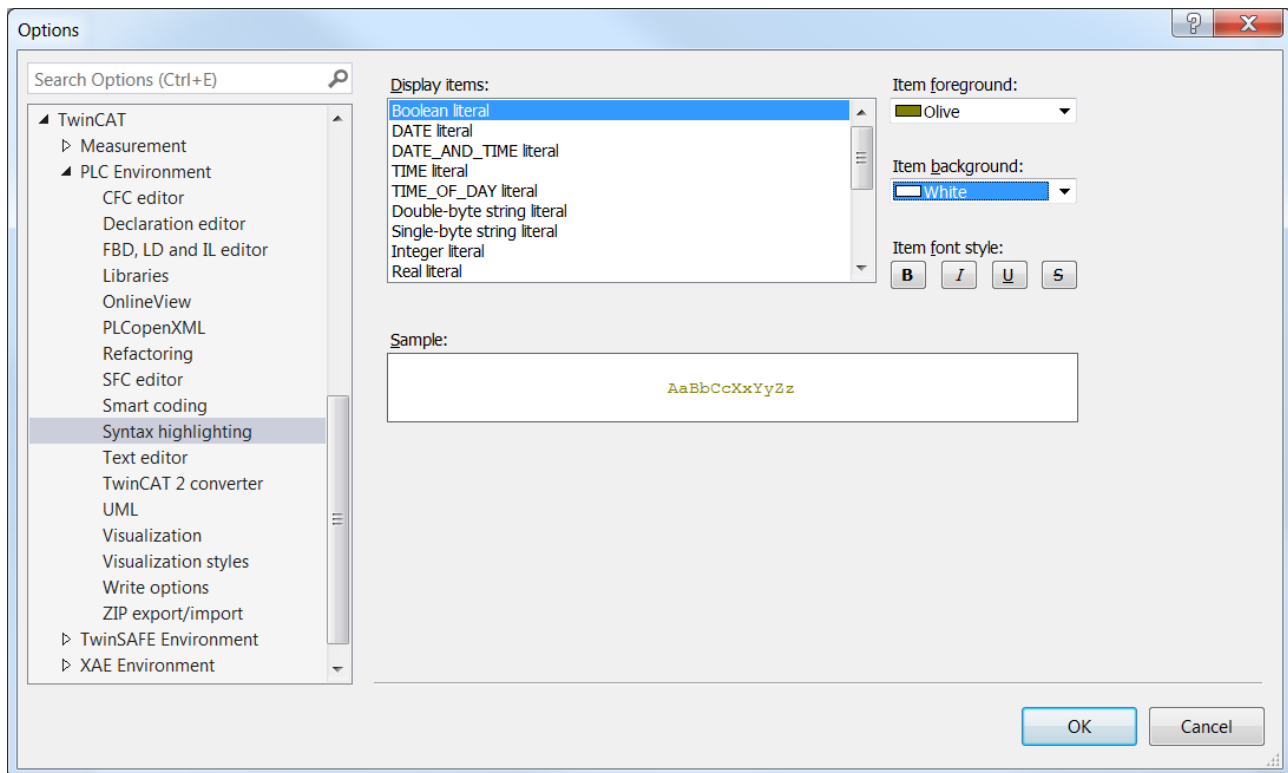 Options
Search Options (Ctrl+E)
TwinCAT
Measurement
PLC Environment
CFC editor
Declaration editor
FBD, LD and IL editor
Libraries
OnlineView
PLCopenXML
Refactoring
SFC editor
Smart coding
Syntax highlighting
Text editor
TwinCAT 2 converter
UML
Visualization
Visualization styles
Write options
ZIP export/import
TwinSAFE Environment
XAE Environment
Display items:
Boolean literal
DATE literal
DATE_AND_TIME literal
TIME literal
TIME_OF_DAY literal
Double-byte string literal
Single-byte string literal
Integer literal
Real literal
Item foreground:
Olive
Item background:
White
Item font style:
B I U S
Sample:
AaBbCcXxYyZz
OK Cancel